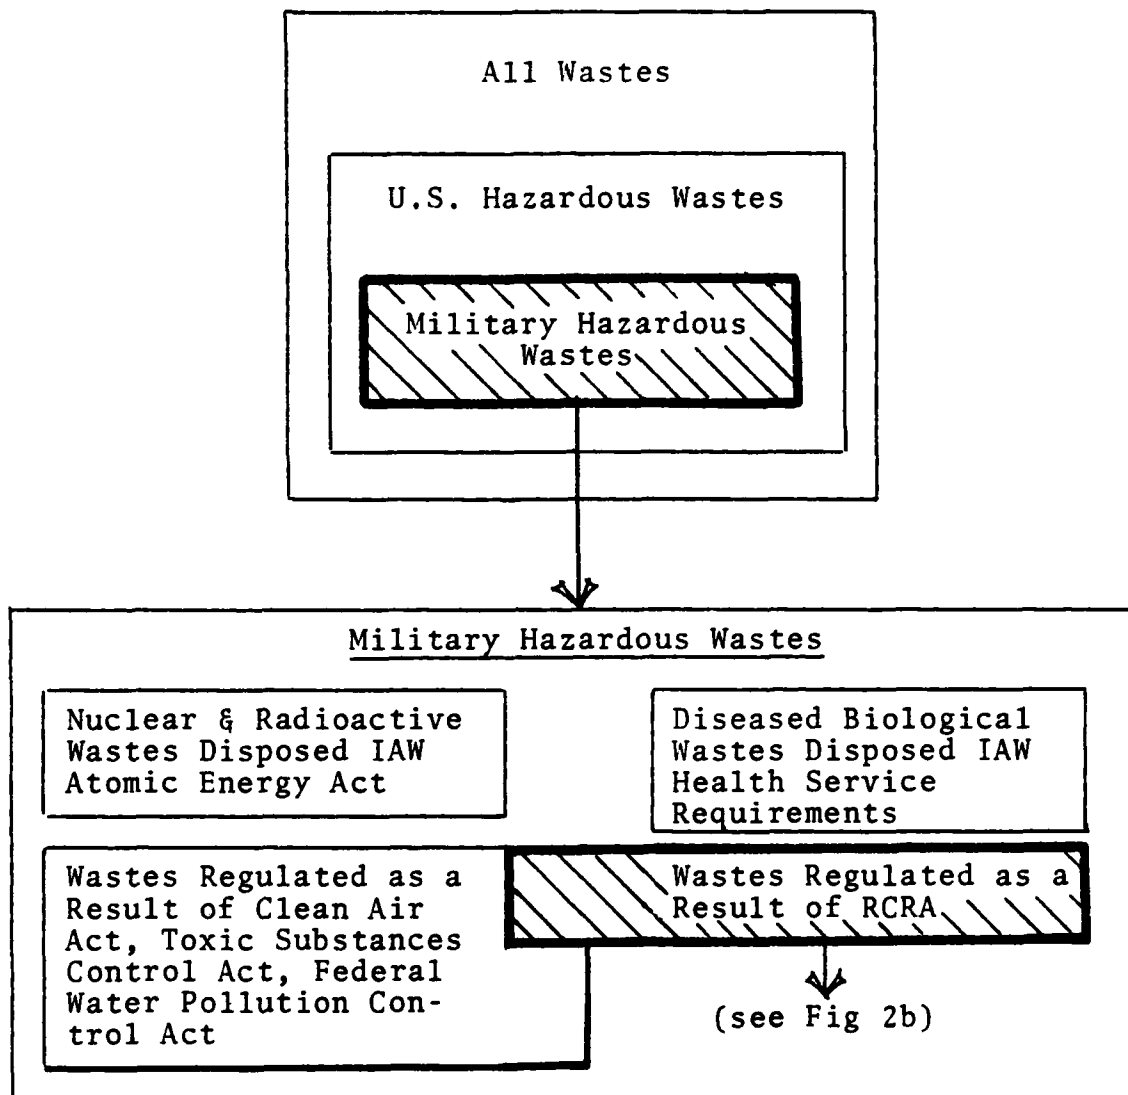 All Wastes
U.S. Hazardous Wastes
Military Hazardous
Wastes
Military Hazardous Wastes
Nuclear & Radioactive
Wastes Disposed IAW
Atomic Energy Act
Diseased Biological
Wastes Disposed IAW
Health Service
Requirements
Wastes Regulated as a
Result of Clean Air
Act, Toxic Substances
Control Act, Federal
Water Pollution Con-
trol Act
Wastes Regulated as a
Result of RCRA
(see Fig 2b)